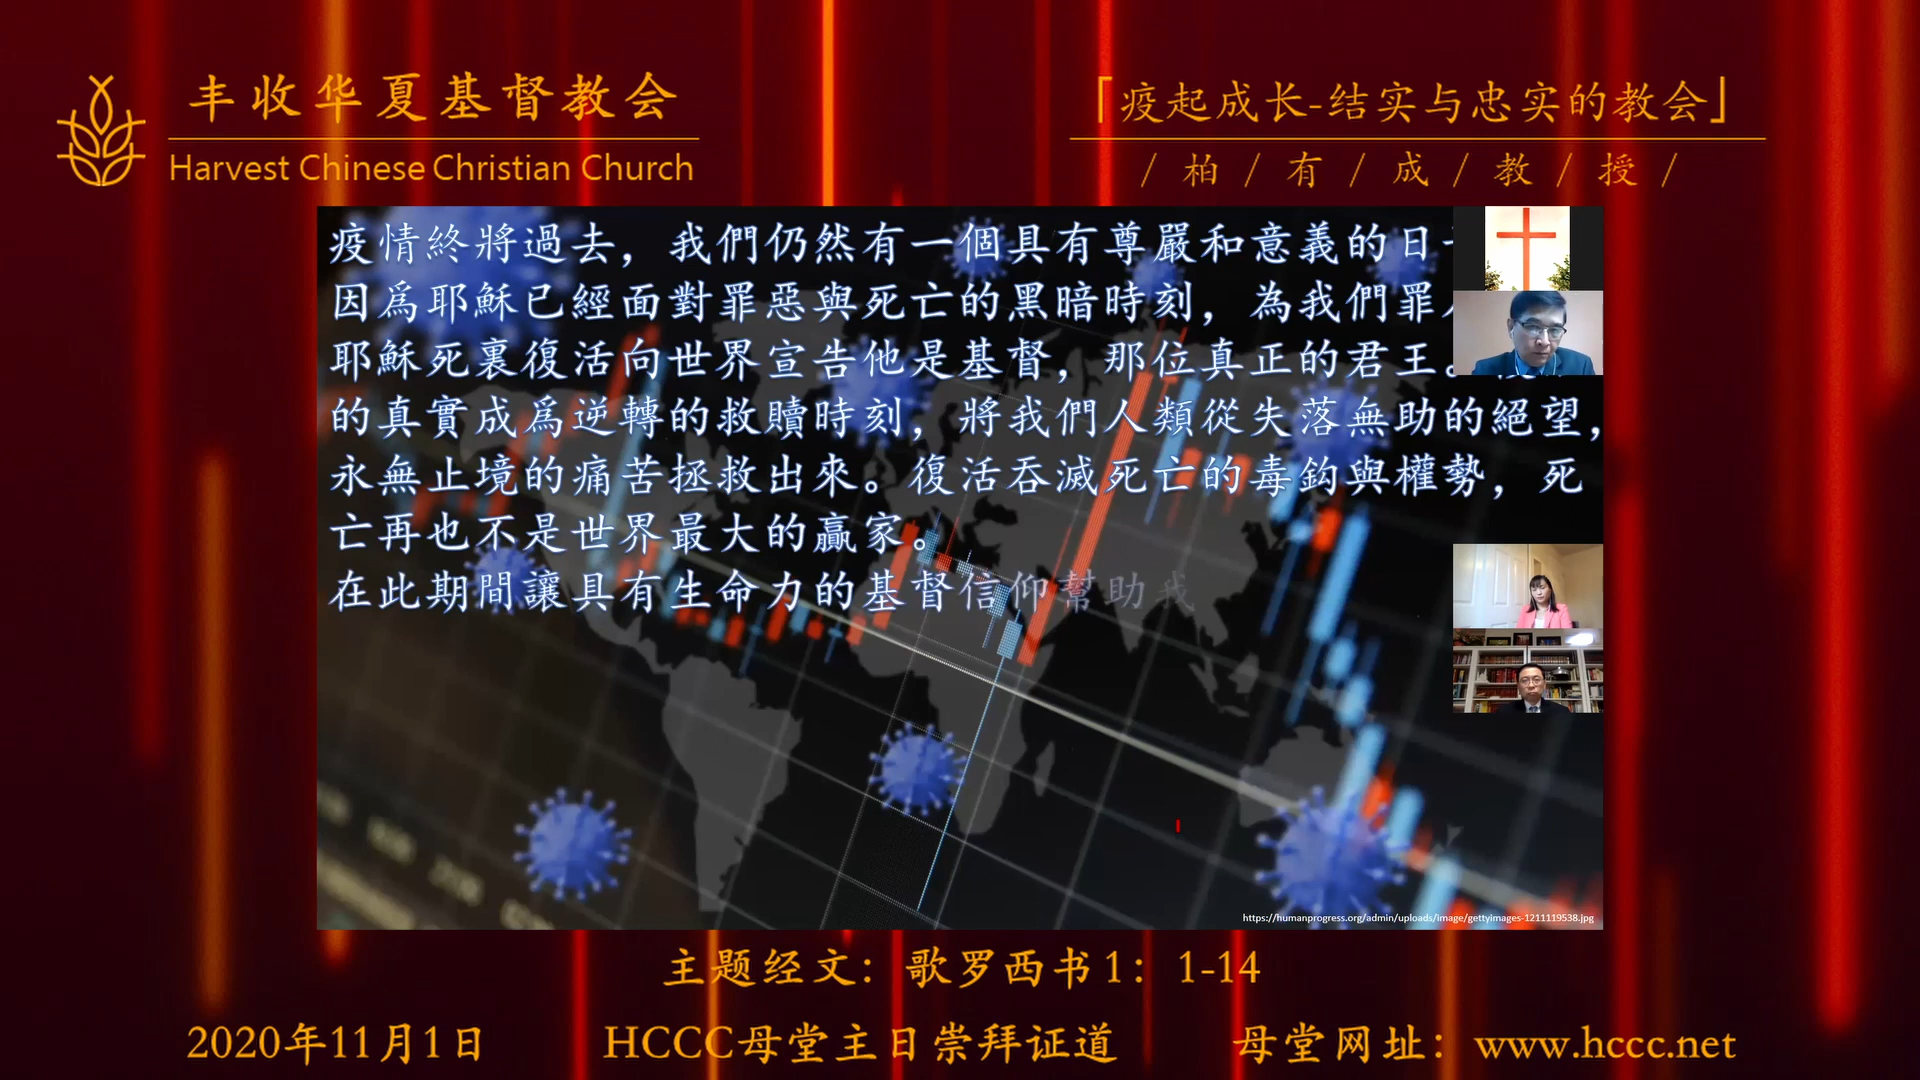 丰收华夏基督教会
Harvest Chinese Christian Church
「疫起成长-结实与忠实的教会」
/ 柏 / 有 / 成 / 教 / 授 /
疫情終將過去，我們仍然有一個具有尊嚴和意義的日
因爲耶穌已經面對罪惡與死亡的黑暗時刻，為我們罪
耶穌死裏復活向世界宣告他是基督，那位真正的君王。
的真實成爲逆轉的救贖時刻，將我們人類從失落無助的絕望，
永無止境的痛苦拯救出來。復活吞滅死亡的毒鈎與權勢，死
亡再也不是世界最大的贏家。
在此期間讓具有生命力的基督信仰幫助我
https://humanprogress.org/admin/uploads/image/gettyimages-1211119538.jpg
主题经文：歌罗西书1：1-14
2020年11月1日 HCCC母堂主日崇拜证道 母堂网址：www.hccc.net